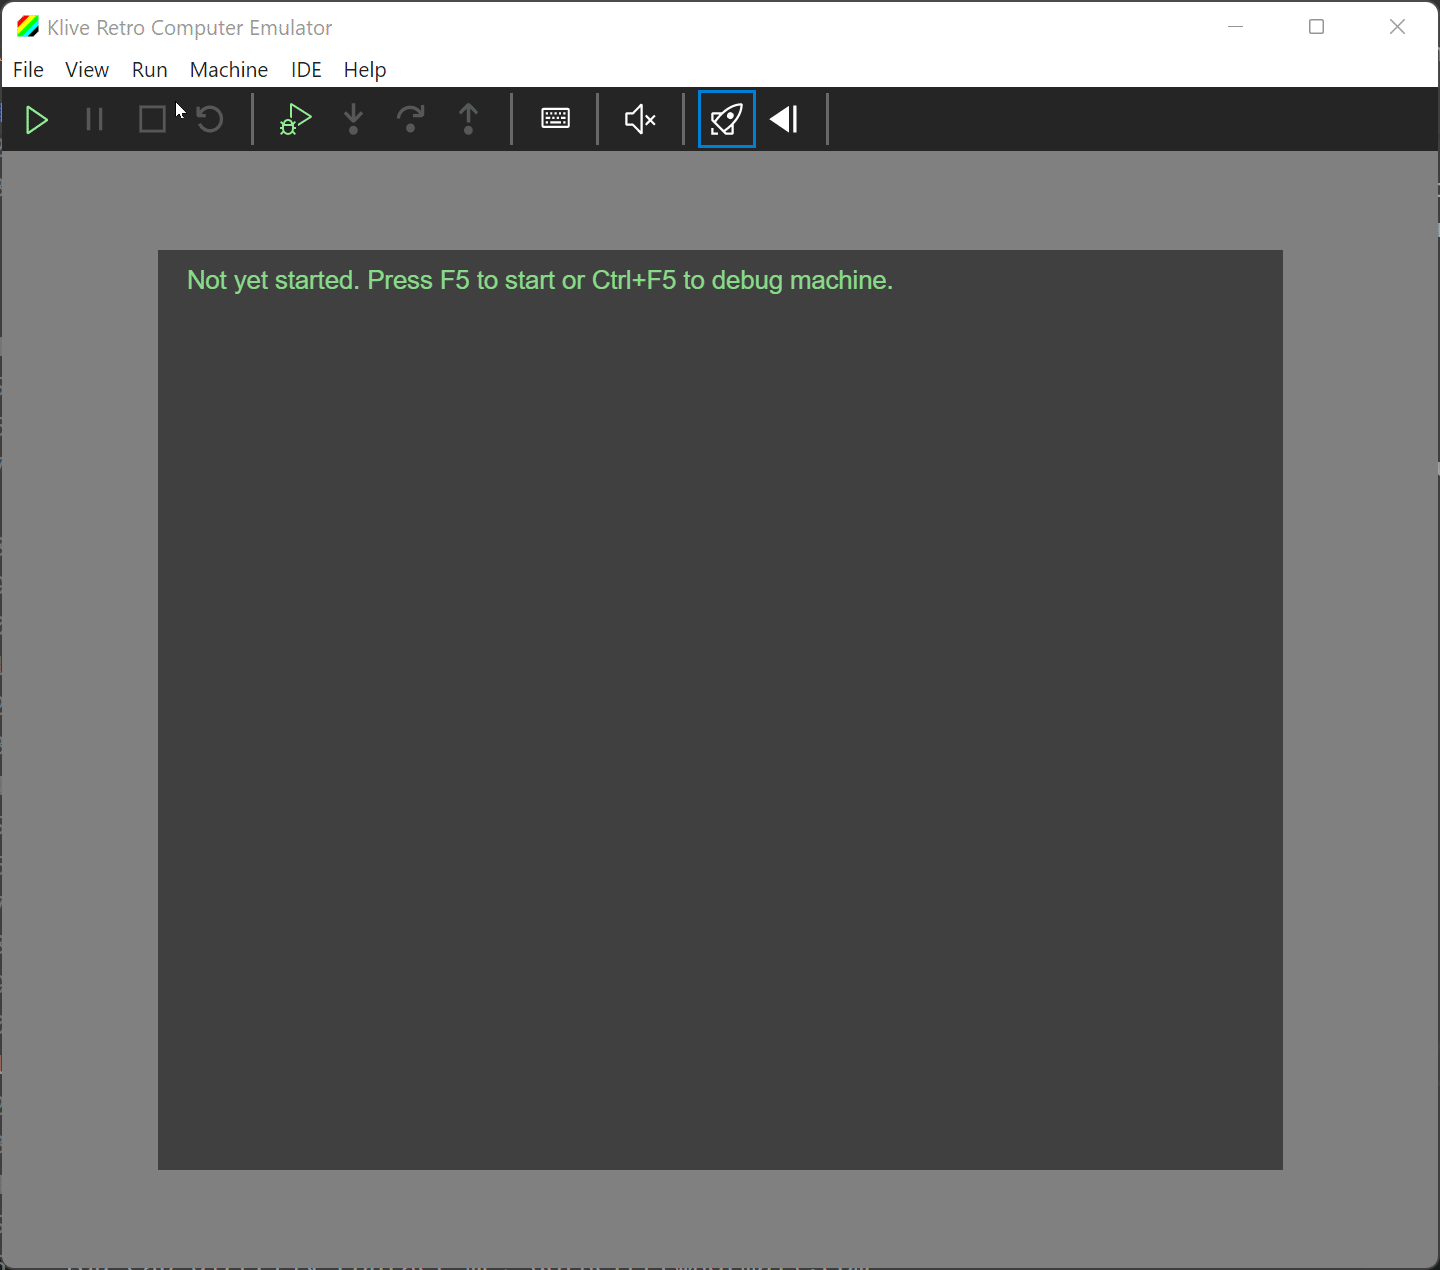 Klive Retro Computer Emulator
File View Run Machine IDE Help
Not yet started. Press F5 to start or Ctrl+F5 to debug machine.